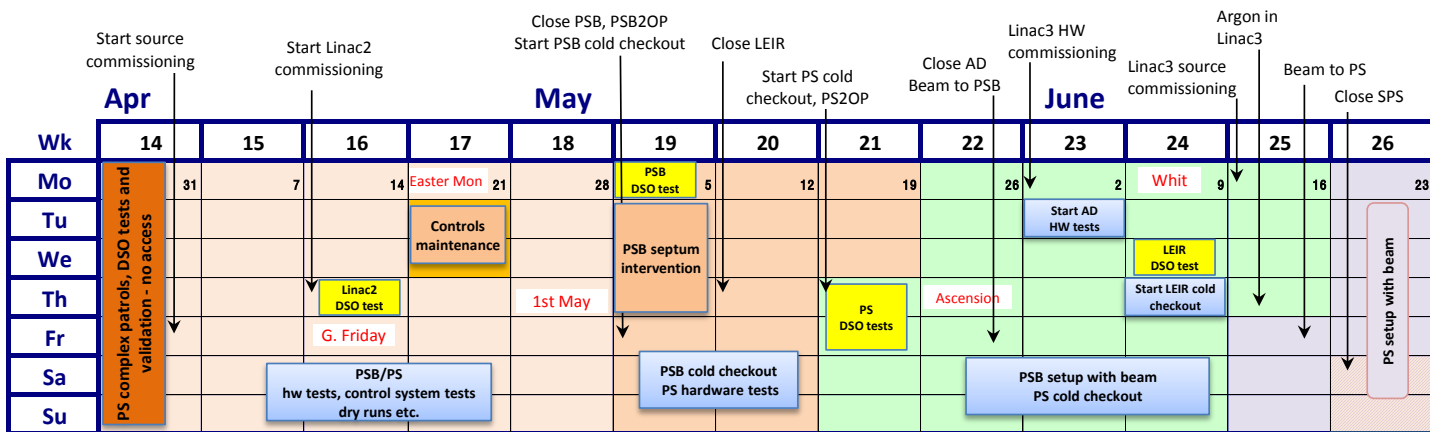 Start source
commissioning
Start Linac2
commissioning
Close PSB, PSB2OP
Start PSB cold checkout
Close LEIR
Start PS cold
checkout, PS2OP
Close AD
Beam to PSB
Linac3 HW
commissioning
Linac3 source
commissioning
Argon in
Linac3
Beam to PS
Close SPS
Apr
May
June
Wk 14 15 16 17 18 19 20 21 22 23 24 25 26
Mo 31 7 14 Easter Mon 21 28 PSB 5 12 19 26 2 Whit 9 16 23
DSO test
Tu
We
Th
Fr
Sa
Su
PS complex patrols, DSO tests and
validation - no access
Controls
maintenance
PSB septum
intervention
Start AD
HW tests
LEIR
DSO test
Linac2
DSO test
1st May
PS
DSO tests
Ascension
Start LEIR cold
checkout
G. Friday
PSB/PS
hw tests, control system tests
dry runs etc.
PSB cold checkout
PS hardware tests
PSB setup with beam
PS cold checkout
PS setup with beam